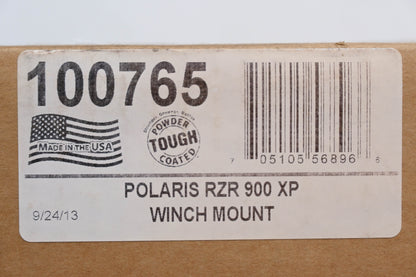 100765
MADE IN THE USA
POWDER
TOUGH
COATED
7 05105 56896
POLARIS RZR 900 XP
9/24/13
WINCH MOUNT